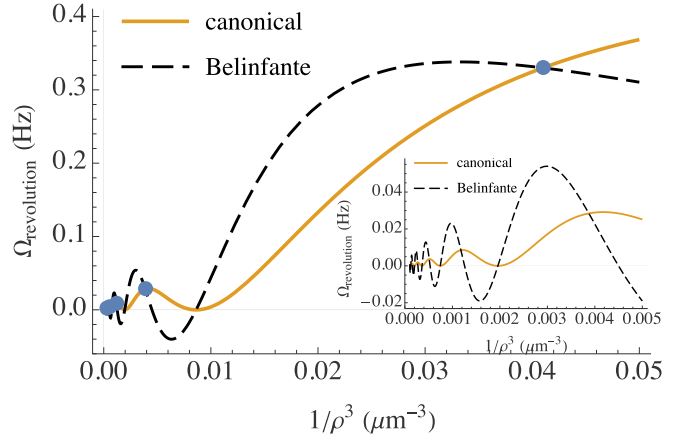 canonical
Belinfante
0.4
0.3
0.2
0.1
0.0
Ωrevolution (Hz)
0.00 0.01 0.02 0.03 0.04 0.05
1/ρ³ (μm⁻³)
canonical
Belinfante
0.04
0.02
0.00
−0.02
Ωrevolution (Hz)
0.000 0.001 0.002 0.003 0.004 0.005
1/ρ³ (μm⁻³)